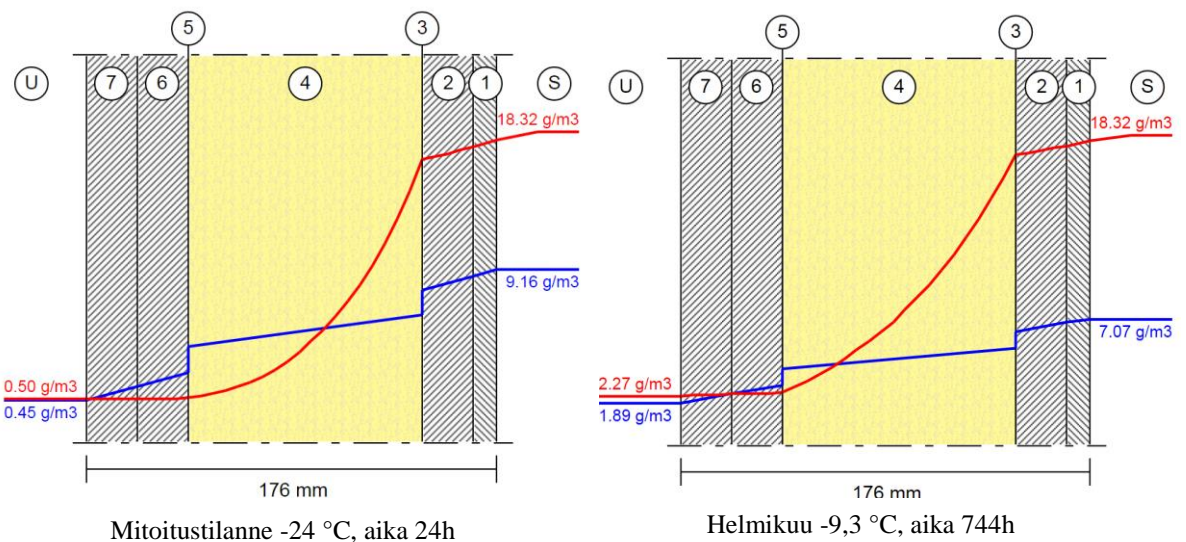 5
3
U
7
6
4
2
1
S
18.32 g/m3
9.16 g/m3
0.50 g/m3
0.45 g/m3
176 mm
Mitoitustilanne -24 °C, aika 24h
5
3
U
7
6
4
2
1
S
18.32 g/m3
7.07 g/m3
2.27 g/m3
1.89 g/m3
176 mm
Helmikuu -9,3 °C, aika 744h